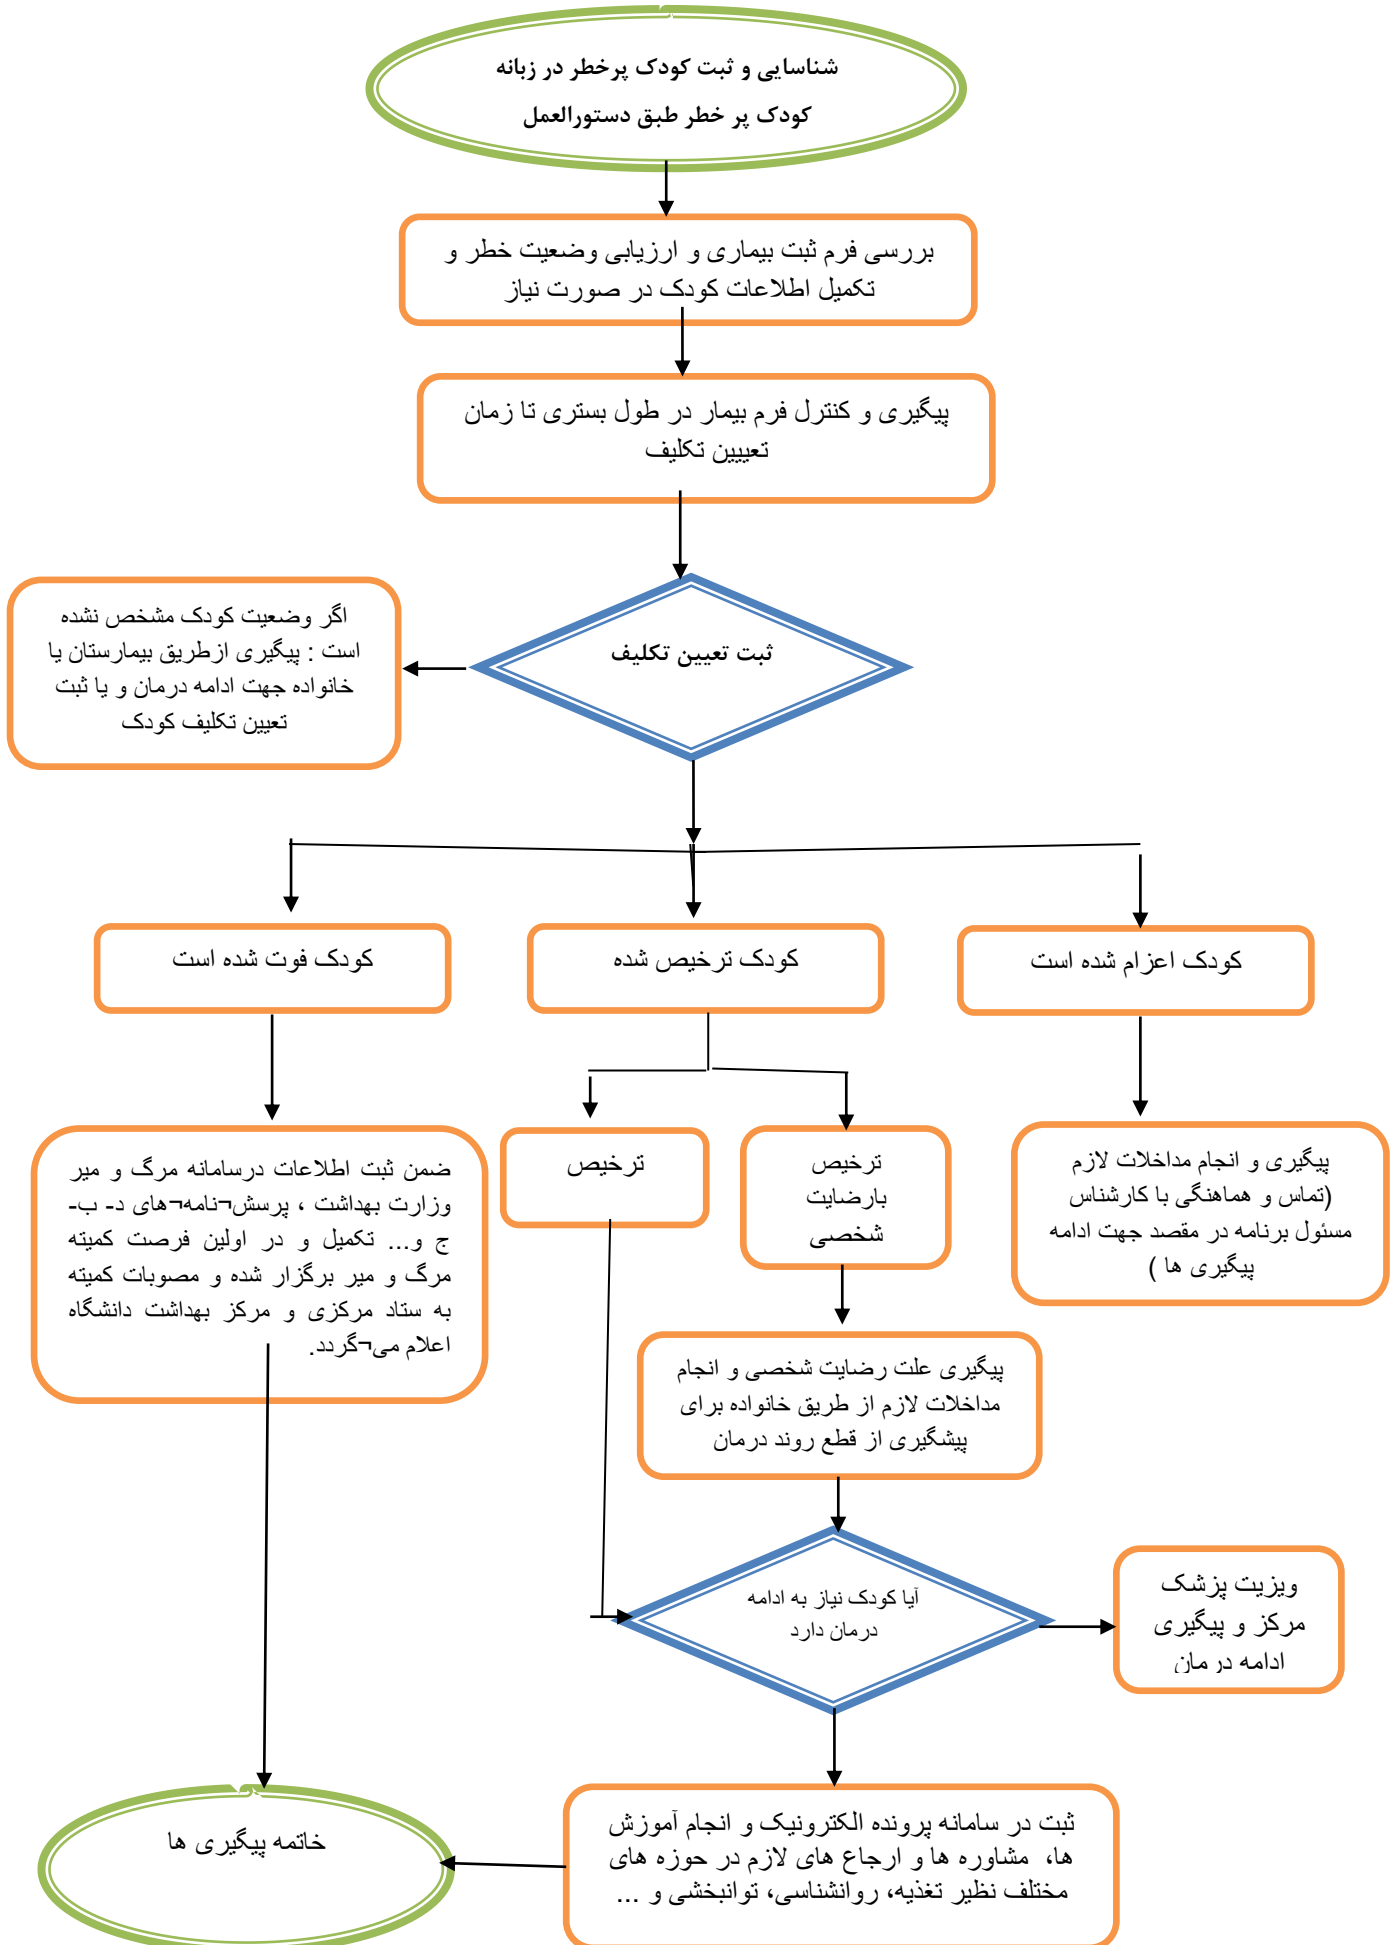 شناسایی و ثبت کودک پرخطر در زبانه
کودک پر خطر طبق دستورالعمل
بررسی فرم ثبت بیماری و ارزیابی وضعیت خطر و
تکمیل اطلاعات کودک در صورت نیاز
پیگیری و کنترل فرم بیمار در طول بستری تا زمان
تعییین تکلیف
ثبت تعیین تکلیف
اگر وضعیت کودک مشخص نشده
است : پیگیری ازطریق بیمارستان یا
خانواده جهت ادامه درمان و یا ثبت
تعیین تکلیف کودک
کودک اعزام شده است
کودک ترخیص شده
کودک فوت شده است
پیگیری و انجام مداخلات لازم
(تماس و هماهنگی با کارشناس
مسئول برنامه در مقصد جهت ادامه
پیگیری ها )
ترخیص
بارضایت
شخصی
ترخیص
ضمن ثبت اطلاعات درسامانه مرگ و میر
وزارت بهداشت ، پرسش¬نامه¬های د- ب-
ج و... تکمیل و در اولین فرصت کمیته
مرگ و میر برگزار شده و مصوبات کمیته
به ستاد مرکزی و مرکز بهداشت دانشگاه
اعلام می¬گردد.
پیگیری علت رضایت شخصی و انجام
مداخلات لازم از طریق خانواده برای
پیشگیری از قطع روند درمان
آیا کودک نیاز به ادامه
درمان دارد
ویزیت پزشک
مرکز و پیگیری
ادامه درمان
ثبت در سامانه پرونده الکترونیک و انجام آموزش
ها، مشاوره ها و ارجاع های لازم در حوزه های
مختلف نظیر تغذیه، روانشناسی، توانبخشی و ...
خاتمه پیگیری ها